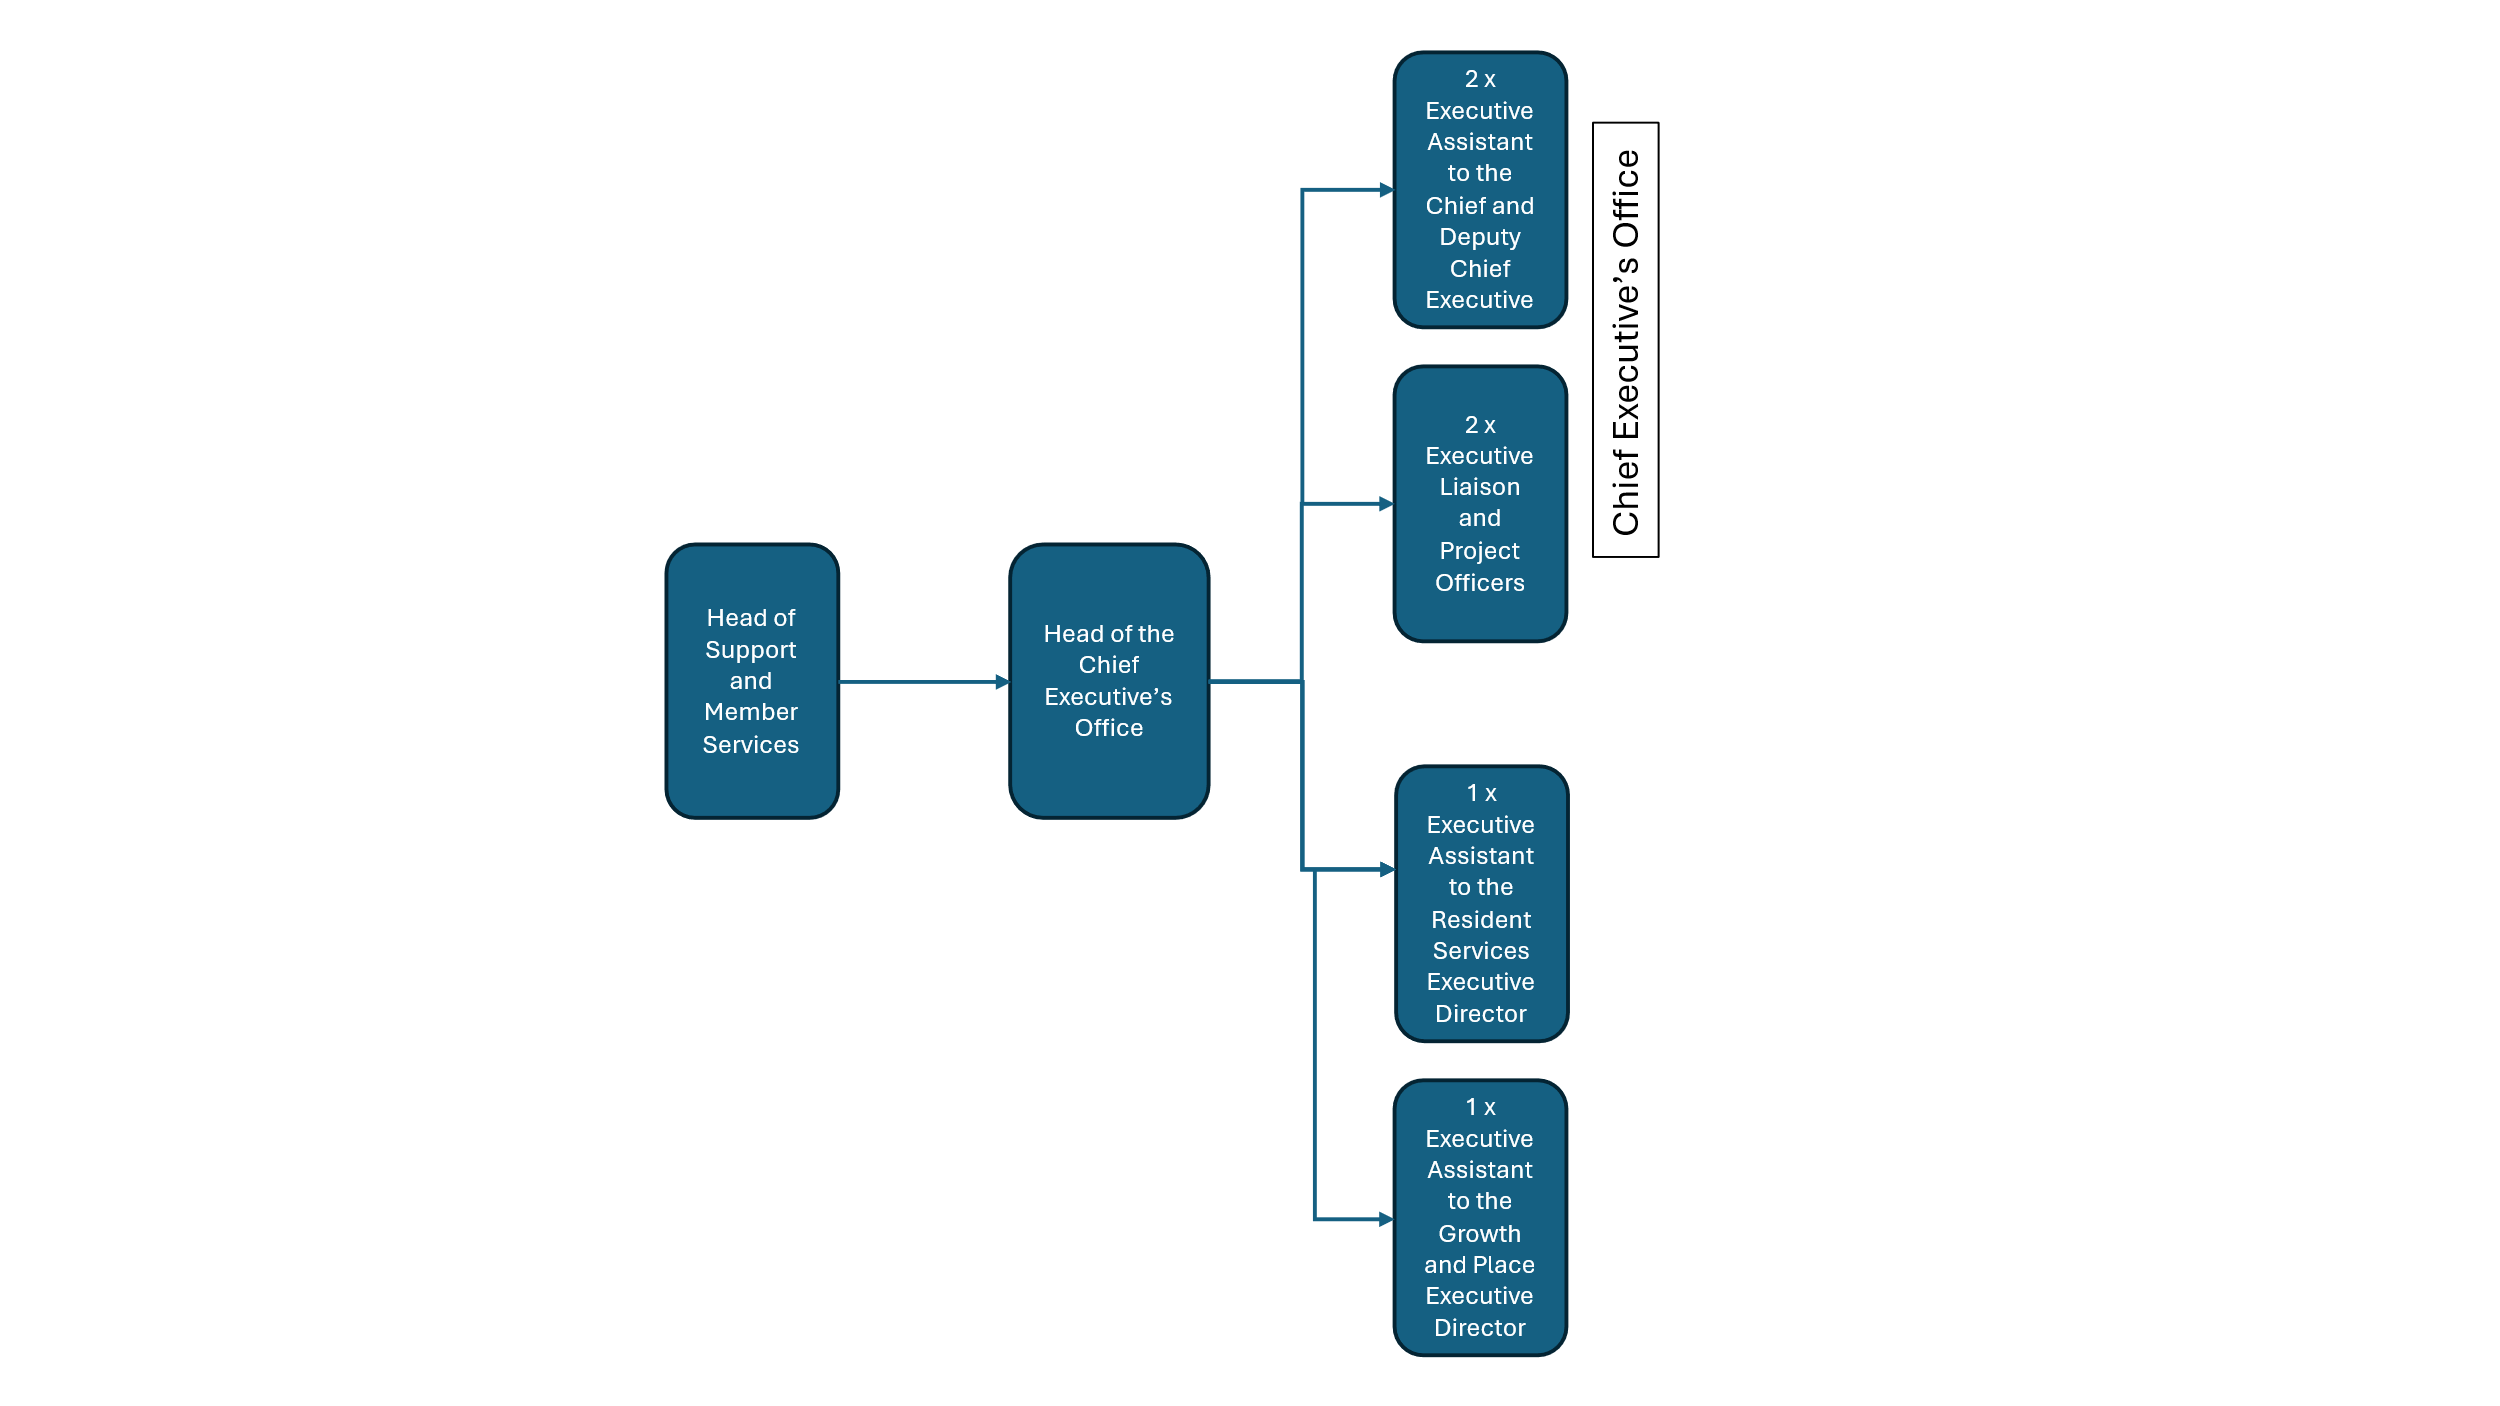 Head of
Support
and
Member
Services
Head of the
Chief
Executive’s
Office
2 x
Executive
Assistant
to the
Chief and
Deputy
Chief
Executive
2 x
Executive
Liaison
and
Project
Officers
1 x
Executive
Assistant
to the
Resident
Services
Executive
Director
1 x
Executive
Assistant
to the
Growth
and Place
Executive
Director
Chief Executive’s Office